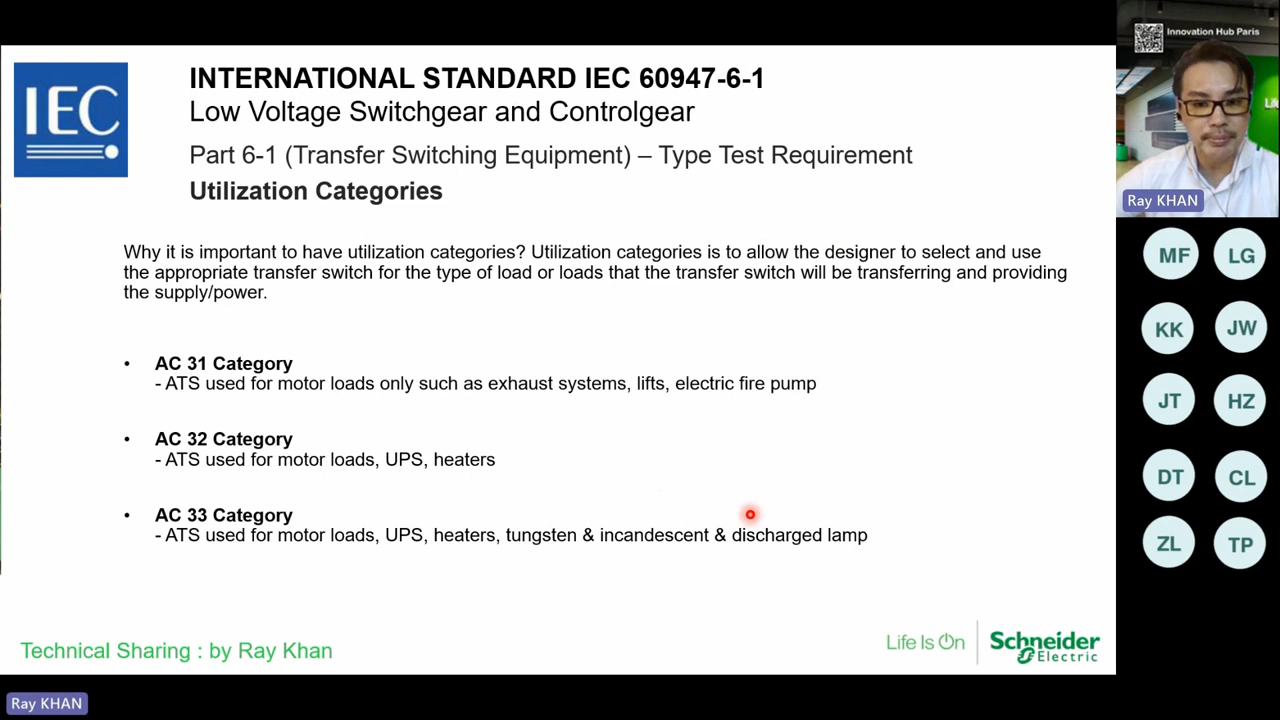 IEC
INTERNATIONAL STANDARD IEC 60947-6-1
Low Voltage Switchgear and Controlgear
Part 6-1 (Transfer Switching Equipment) – Type Test Requirement
Utilization Categories
Why it is important to have utilization categories? Utilization categories is to allow the designer to select and use
the appropriate transfer switch for the type of load or loads that the transfer switch will be transferring and providing
the supply/power.
• AC 31 Category
- ATS used for motor loads only such as exhaust systems, lifts, electric fire pump
• AC 32 Category
- ATS used for motor loads, UPS, heaters
• AC 33 Category
- ATS used for motor loads, UPS, heaters, tungsten & incandescent & discharged lamp
Technical Sharing : by Ray Khan
Life Is On
Schneider
Electric
Innovation Hub Paris
Ray KHAN
MF LG
KK JW
JT HZ
DT CL
ZL TP
Ray KHAN